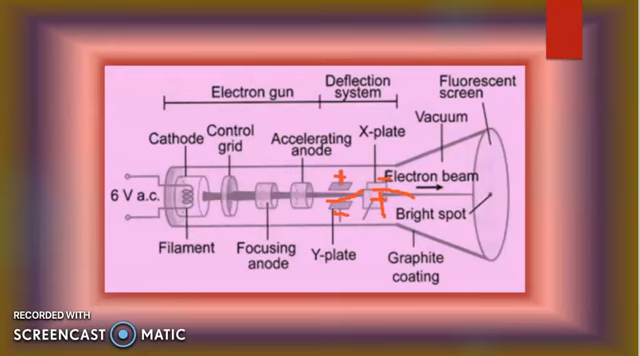 Electron gun
Deflection
system
Fluorescent
screen
Vacuum
Cathode
Control
grid
Accelerating
anode
X-plate
Electron beam
6 V a.c.
Bright spot
Filament
Focusing
anode
Y-plate
Graphite
coating
RECORDED WITH
SCREENCAST MATIC